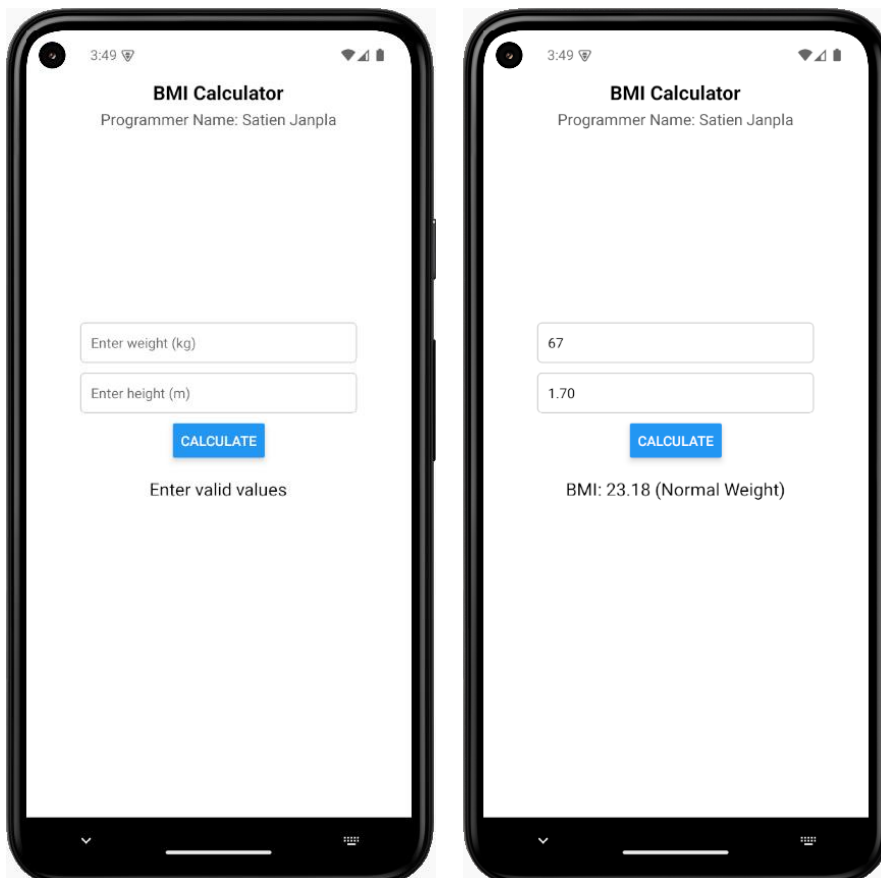 3:49
BMI Calculator
Programmer Name: Satien Janpla
Enter weight (kg)
Enter height (m)
CALCULATE
Enter valid values
3:49
BMI Calculator
Programmer Name: Satien Janpla
67
1.70
CALCULATE
BMI: 23.18 (Normal Weight)